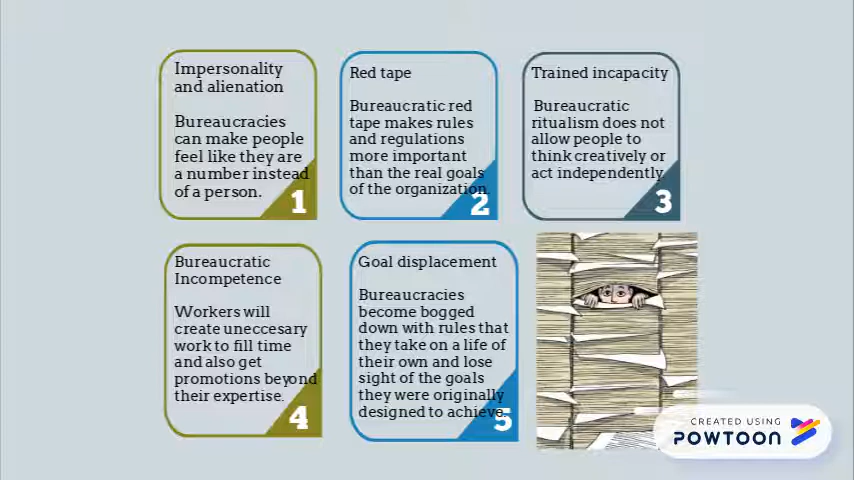 Impersonality
and alienation
Bureaucracies
can make people
feel like they are
a number instead
of a person.
1
Red tape
Bureaucratic red
tape makes rules
and regulations
more important
than the real goals
of the organization.
2
Trained incapacity
Bureaucratic
ritualism does not
allow people to
think creatively or
act independently.
3
Bureaucratic
Incompetence
Workers will
create uneccesary
work to fill time
and also get
promotions beyond
their expertise.
4
Goal displacement
Bureaucracies
become bogged
down with rules that
they take on a life of
their own and lose
sight of the goals
they were originally
designed to achieve.
5
CREATED USING
POWTOON